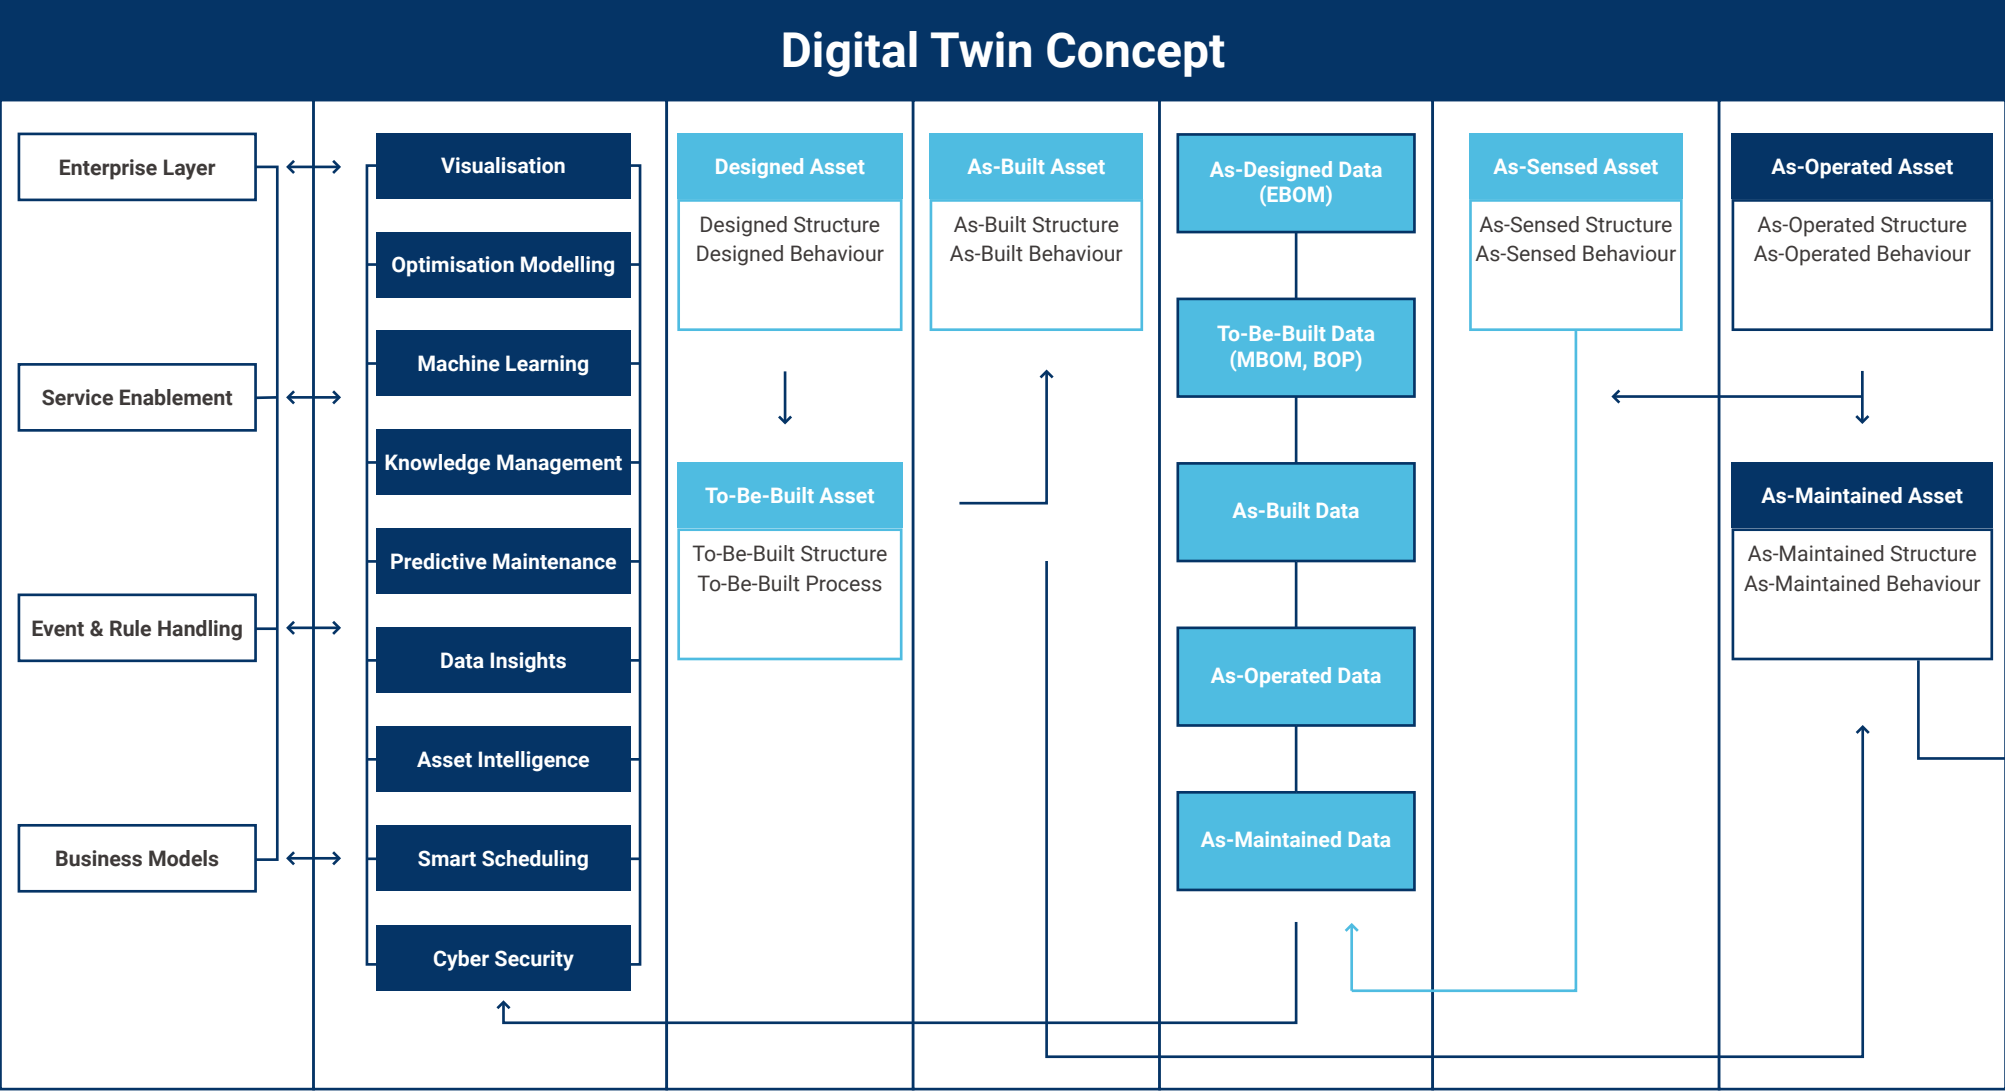 Digital Twin Concept
Enterprise Layer
Service Enablement
Event & Rule Handling
Business Models
Visualisation
Optimisation Modelling
Machine Learning
Knowledge Management
Predictive Maintenance
Data Insights
Asset Intelligence
Smart Scheduling
Cyber Security
Designed Asset
Designed Structure
Designed Behaviour
To-Be-Built Asset
To-Be-Built Structure
To-Be-Built Process
As-Built Asset
As-Built Structure
As-Built Behaviour
As-Designed Data
(EBOM)
To-Be-Built Data
(MBOM, BOP)
As-Built Data
As-Operated Data
As-Maintained Data
As-Sensed Asset
As-Sensed Structure
As-Sensed Behaviour
As-Operated Asset
As-Operated Structure
As-Operated Behaviour
As-Maintained Asset
As-Maintained Structure
As-Maintained Behaviour